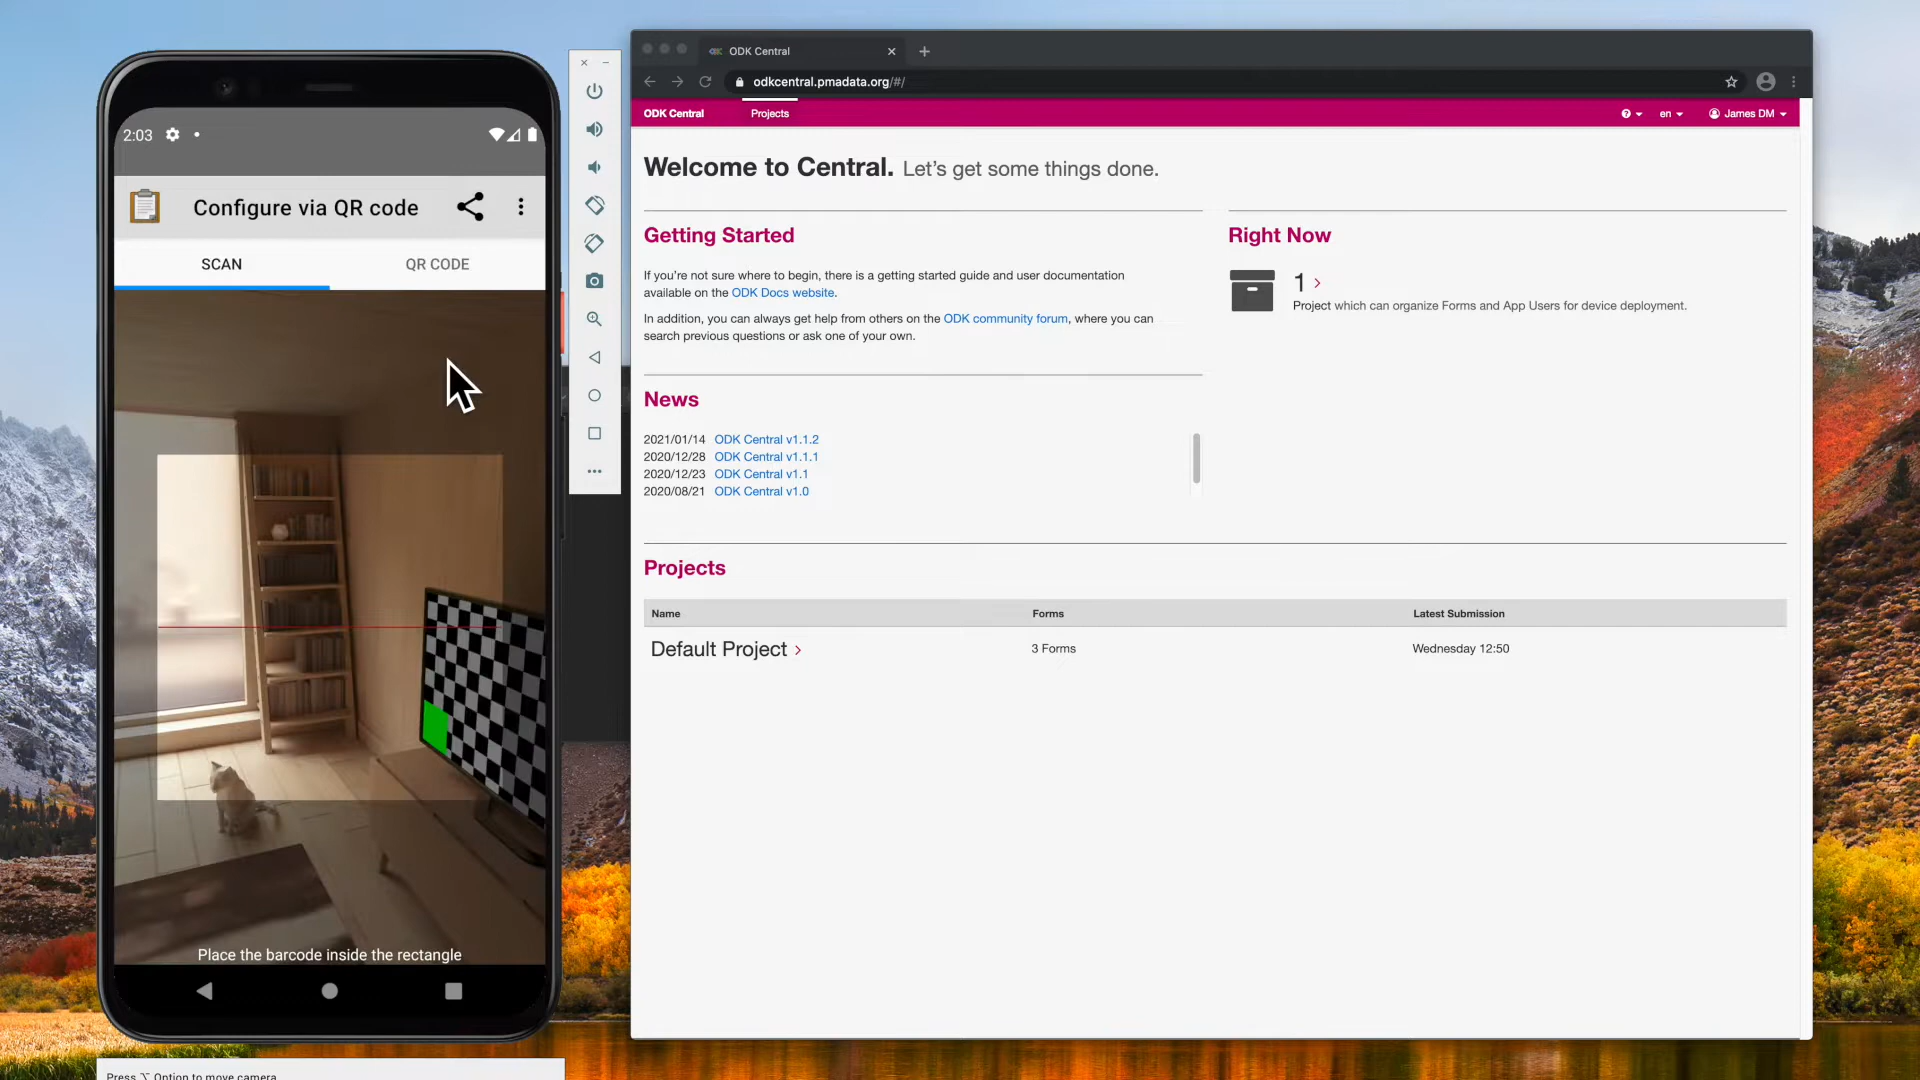 2:03
Configure via QR code
SCAN
QR CODE
Place the barcode inside the rectangle
Press ⌥ Option to move camera
ODK Central
odkcentral.pmadata.org/#/
ODK Central
Projects
en
James DM
Welcome to Central. Let's get some things done.
Getting Started
If you're not sure where to begin, there is a getting started guide and user documentation
available on the ODK Docs website.
In addition, you can always get help from others on the ODK community forum, where you can
search previous questions or ask one of your own.
Right Now
1
Project which can organize Forms and App Users for device deployment.
News
2021/01/14 ODK Central v1.1.2
2020/12/28 ODK Central v1.1.1
2020/12/23 ODK Central v1.1
2020/08/21 ODK Central v1.0
Projects
Name Forms Latest Submission
Default Project 3 Forms Wednesday 12:50